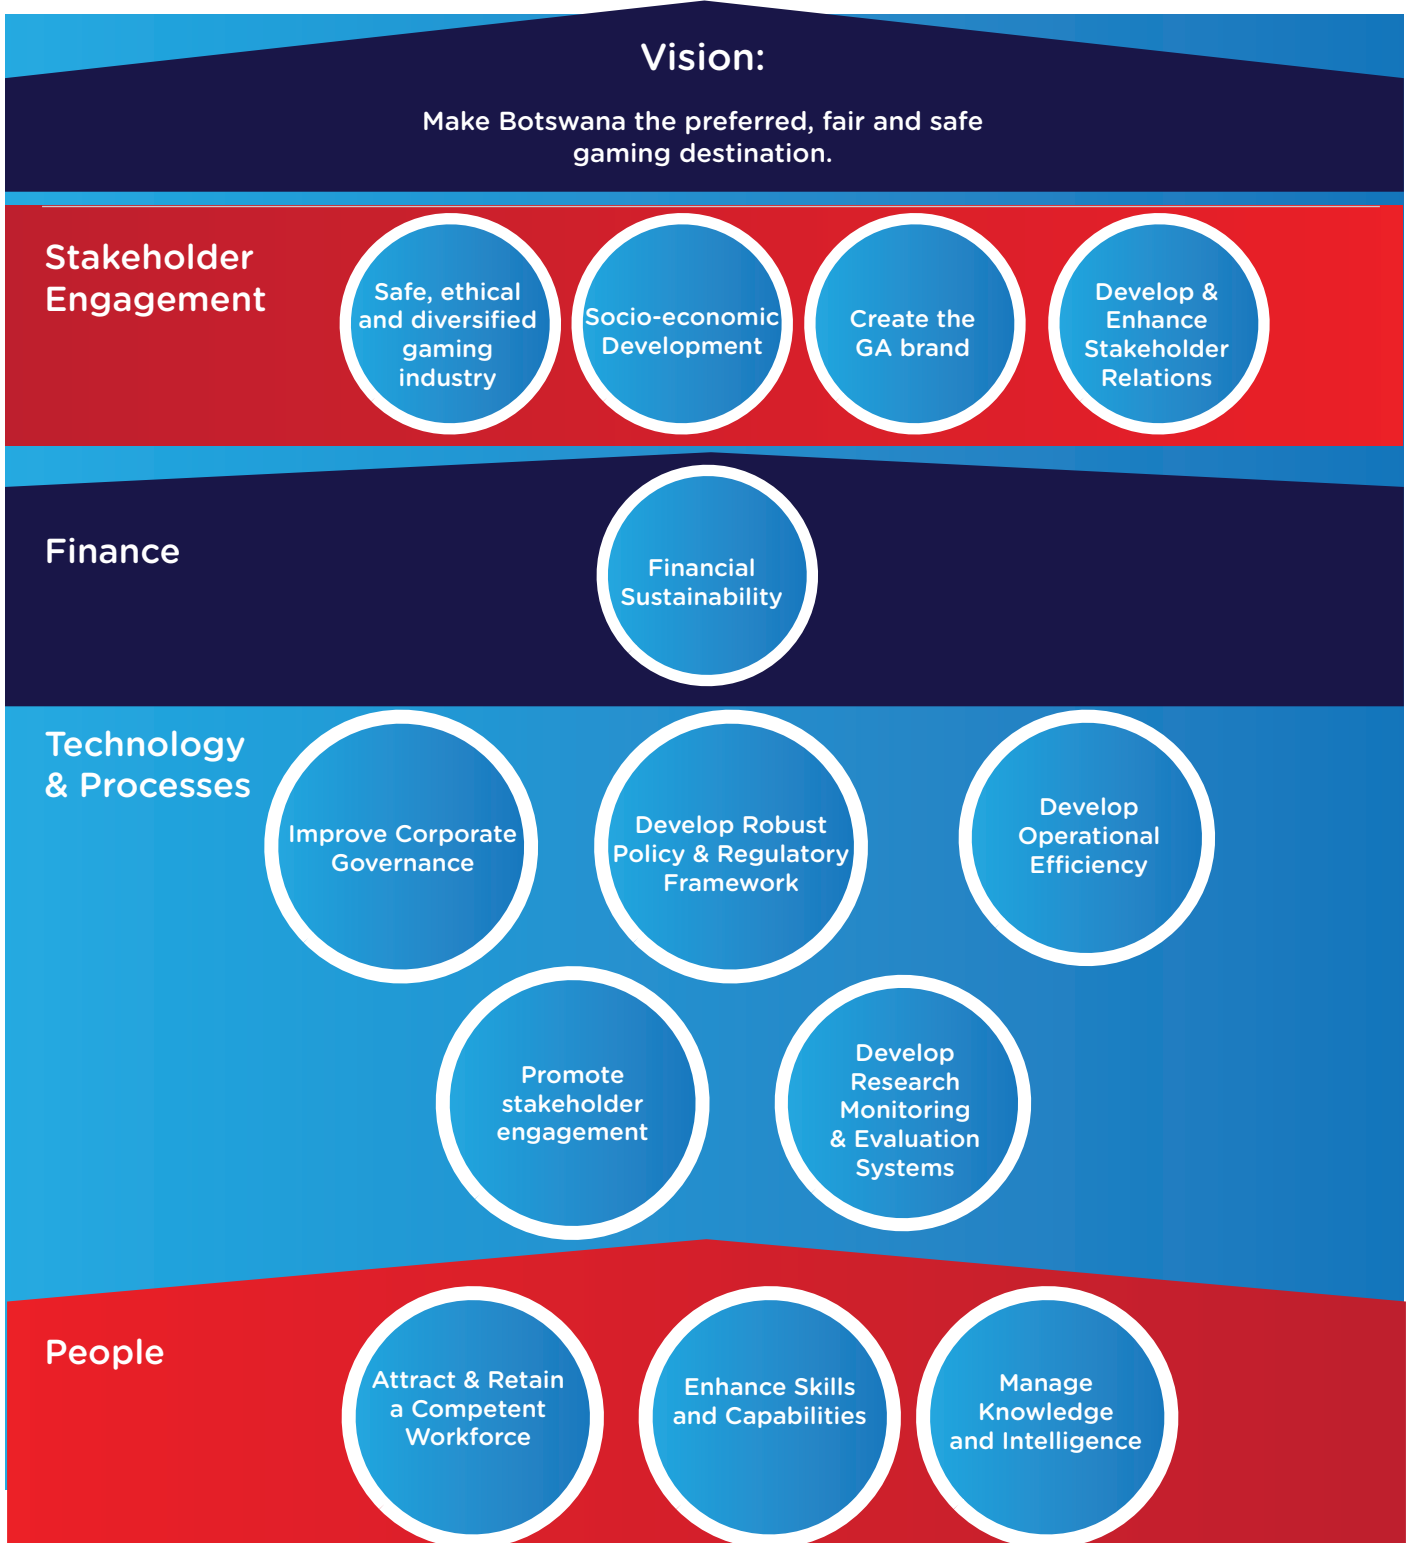 Vision:
Make Botswana the preferred, fair and safe
gaming destination.
Stakeholder
Engagement
Safe, ethical
and diversified
gaming
industry
Socio-economic
Development
Create the
GA brand
Develop &
Enhance
Stakeholder
Relations
Finance
Financial
Sustainability
Technology
& Processes
Improve Corporate
Governance
Develop Robust
Policy & Regulatory
Framework
Develop
Operational
Efficiency
Promote
stakeholder
engagement
Develop
Research
Monitoring
& Evaluation
Systems
People
Attract & Retain
a Competent
Workforce
Enhance Skills
and Capabilities
Manage
Knowledge
and Intelligence